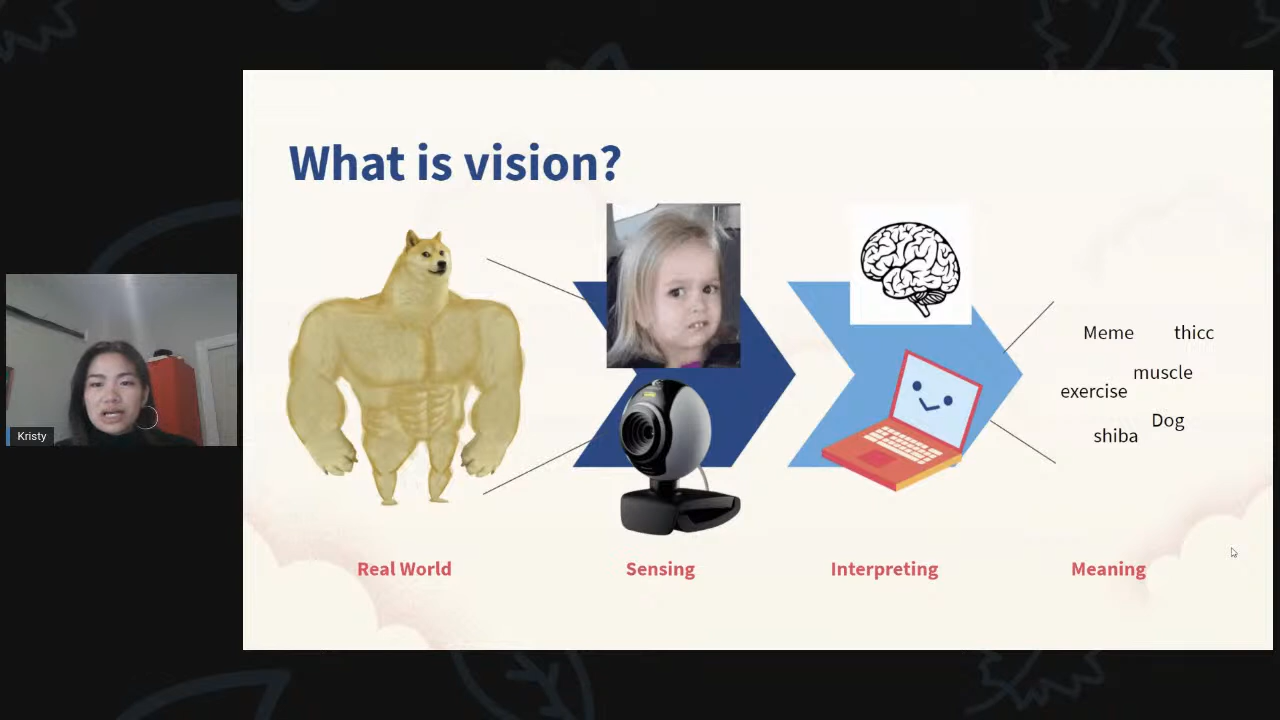 What is vision?
Kristy
Meme thicc
muscle
exercise
Dog
shiba
Real World Sensing Interpreting Meaning